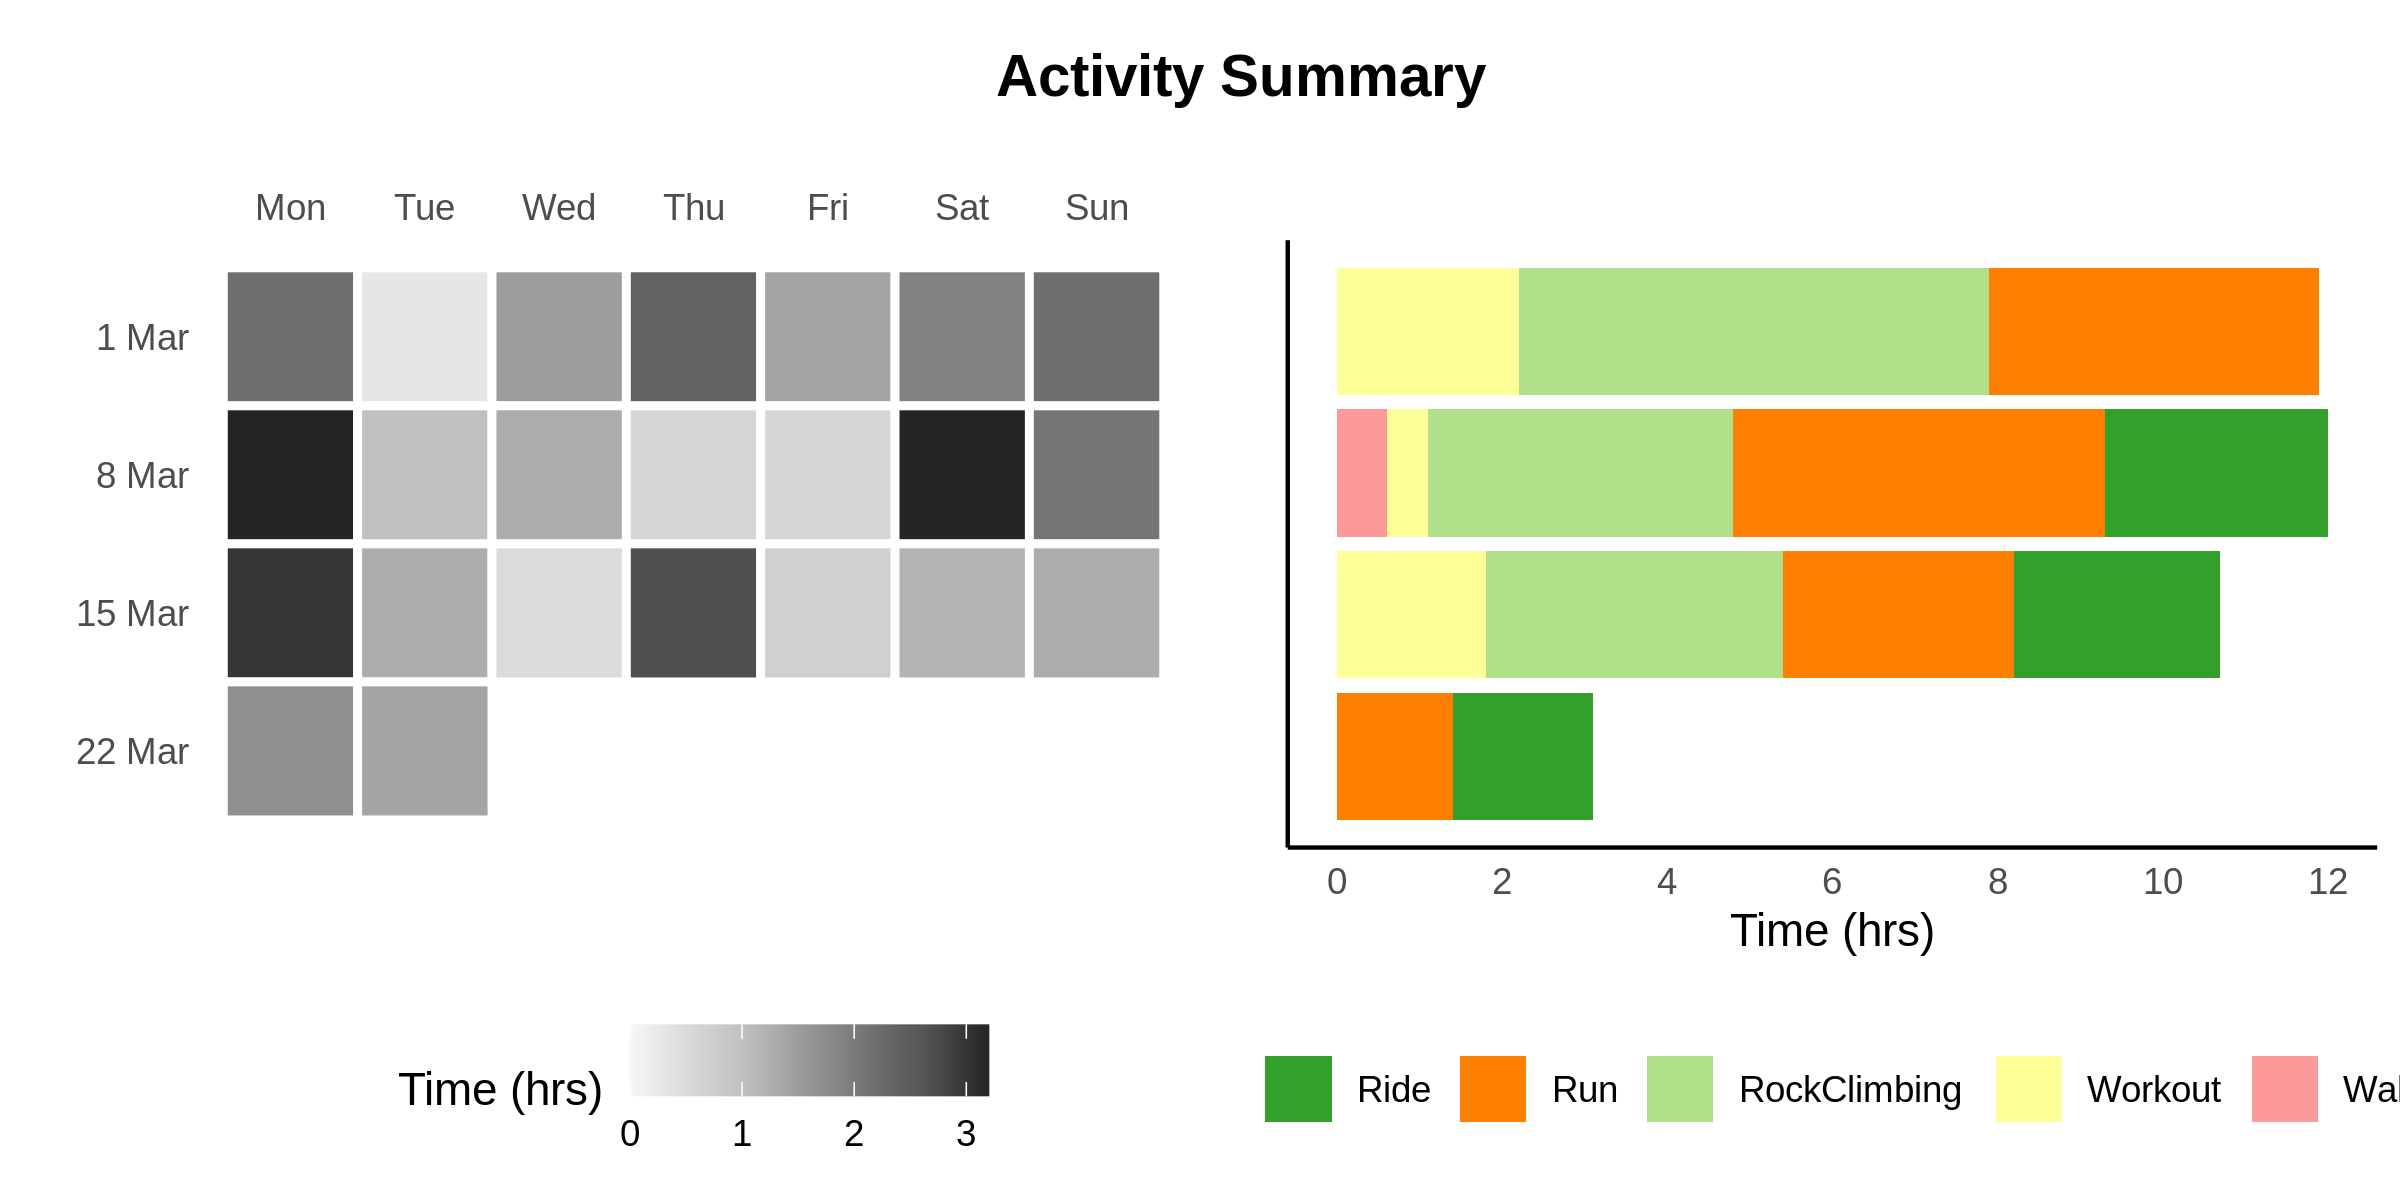 Activity Summary
Mon Tue Wed Thu Fri Sat Sun
1 Mar
8 Mar
15 Mar
22 Mar
0 2 4 6 8 10 12
Time (hrs)
Time (hrs)
0 1 2 3
Ride Run RockClimbing Workout